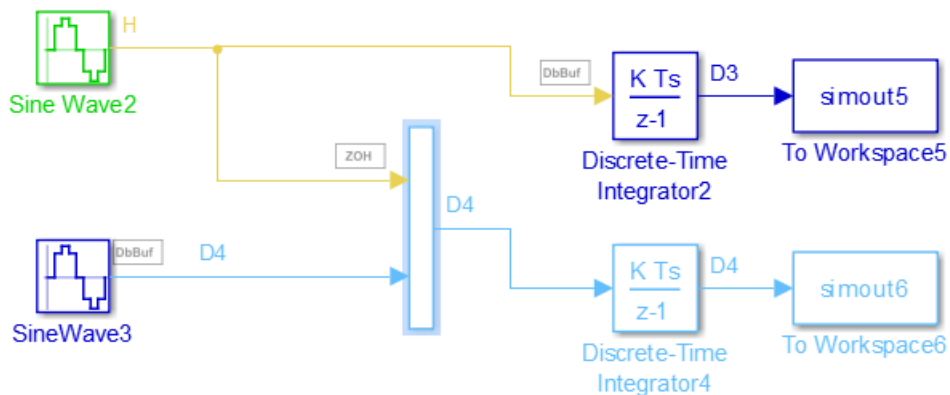 H
Sine Wave2
DbBuf
K Ts
z-1
Discrete-Time
Integrator2
D3
simout5
To Workspace5
ZOH
D4
DbBuf
D4
SineWave3
K Ts
z-1
Discrete-Time
Integrator4
D4
simout6
To Workspace6